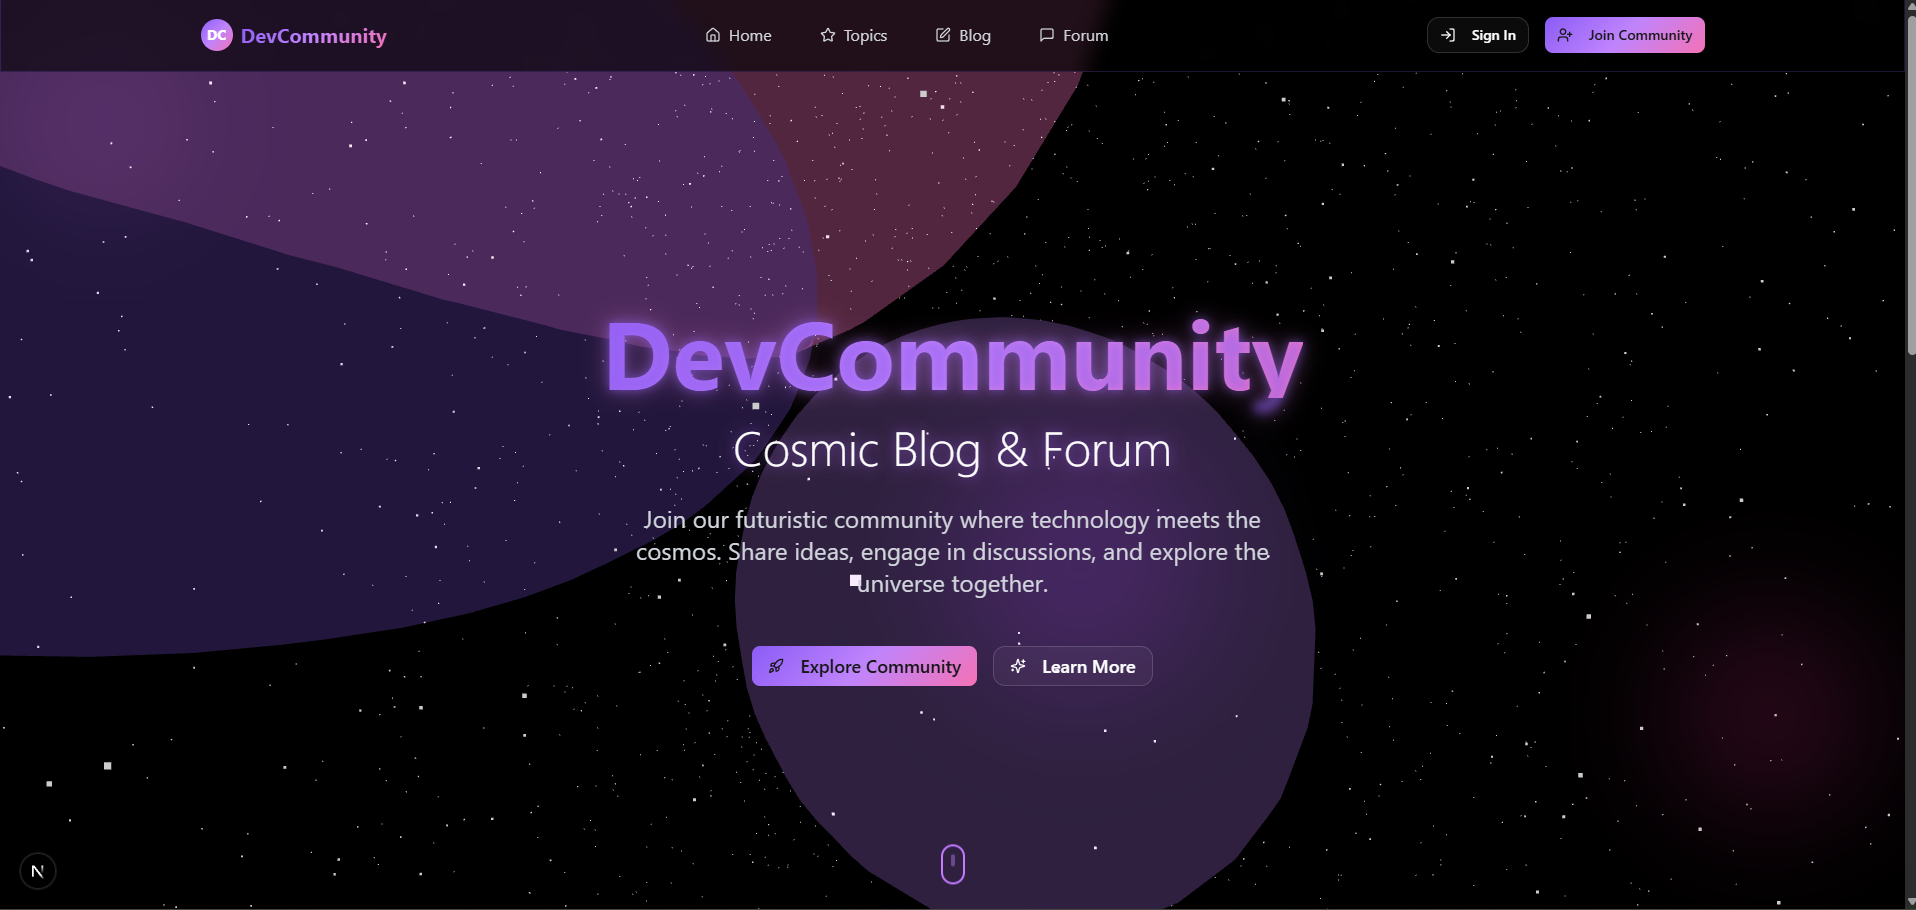 DC DevCommunity
Home Topics Blog Forum
Sign In Join Community
DevCommunity
Cosmic Blog & Forum
Join our futuristic community where technology meets the
cosmos. Share ideas, engage in discussions, and explore the
universe together.
Explore Community Learn More
N